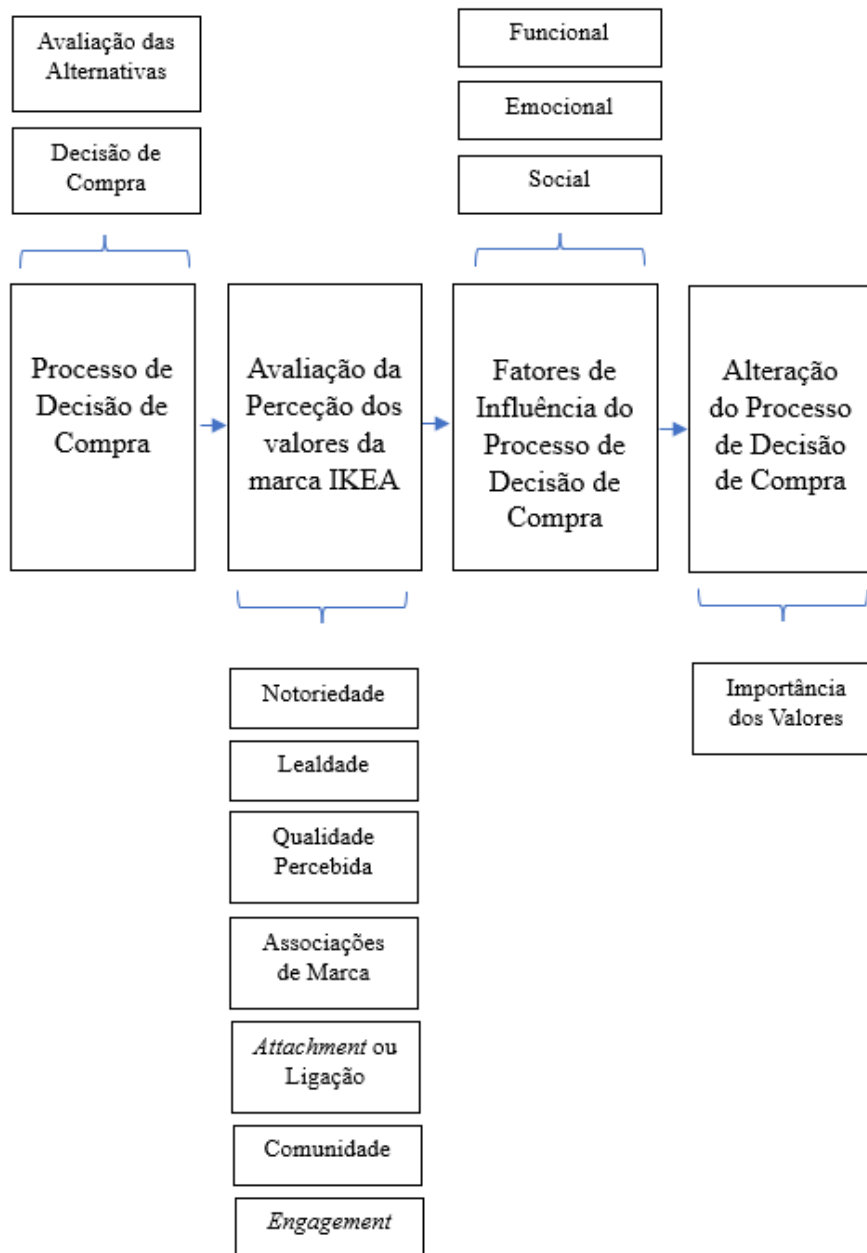 Avaliação das
Alternativas
Decisão de
Compra
Funcional
Emocional
Social
Processo de
Decisão de
Compra
Avaliação da
Perceção dos
valores da
marca IKEA
Fatores de
Influência do
Processo de
Decisão de
Compra
Alteração
do Processo
de Decisão
de Compra
Notoriedade
Lealdade
Qualidade
Percebida
Associações
de Marca
Attachment ou
Ligação
Comunidade
Engagement
Importância
dos Valores